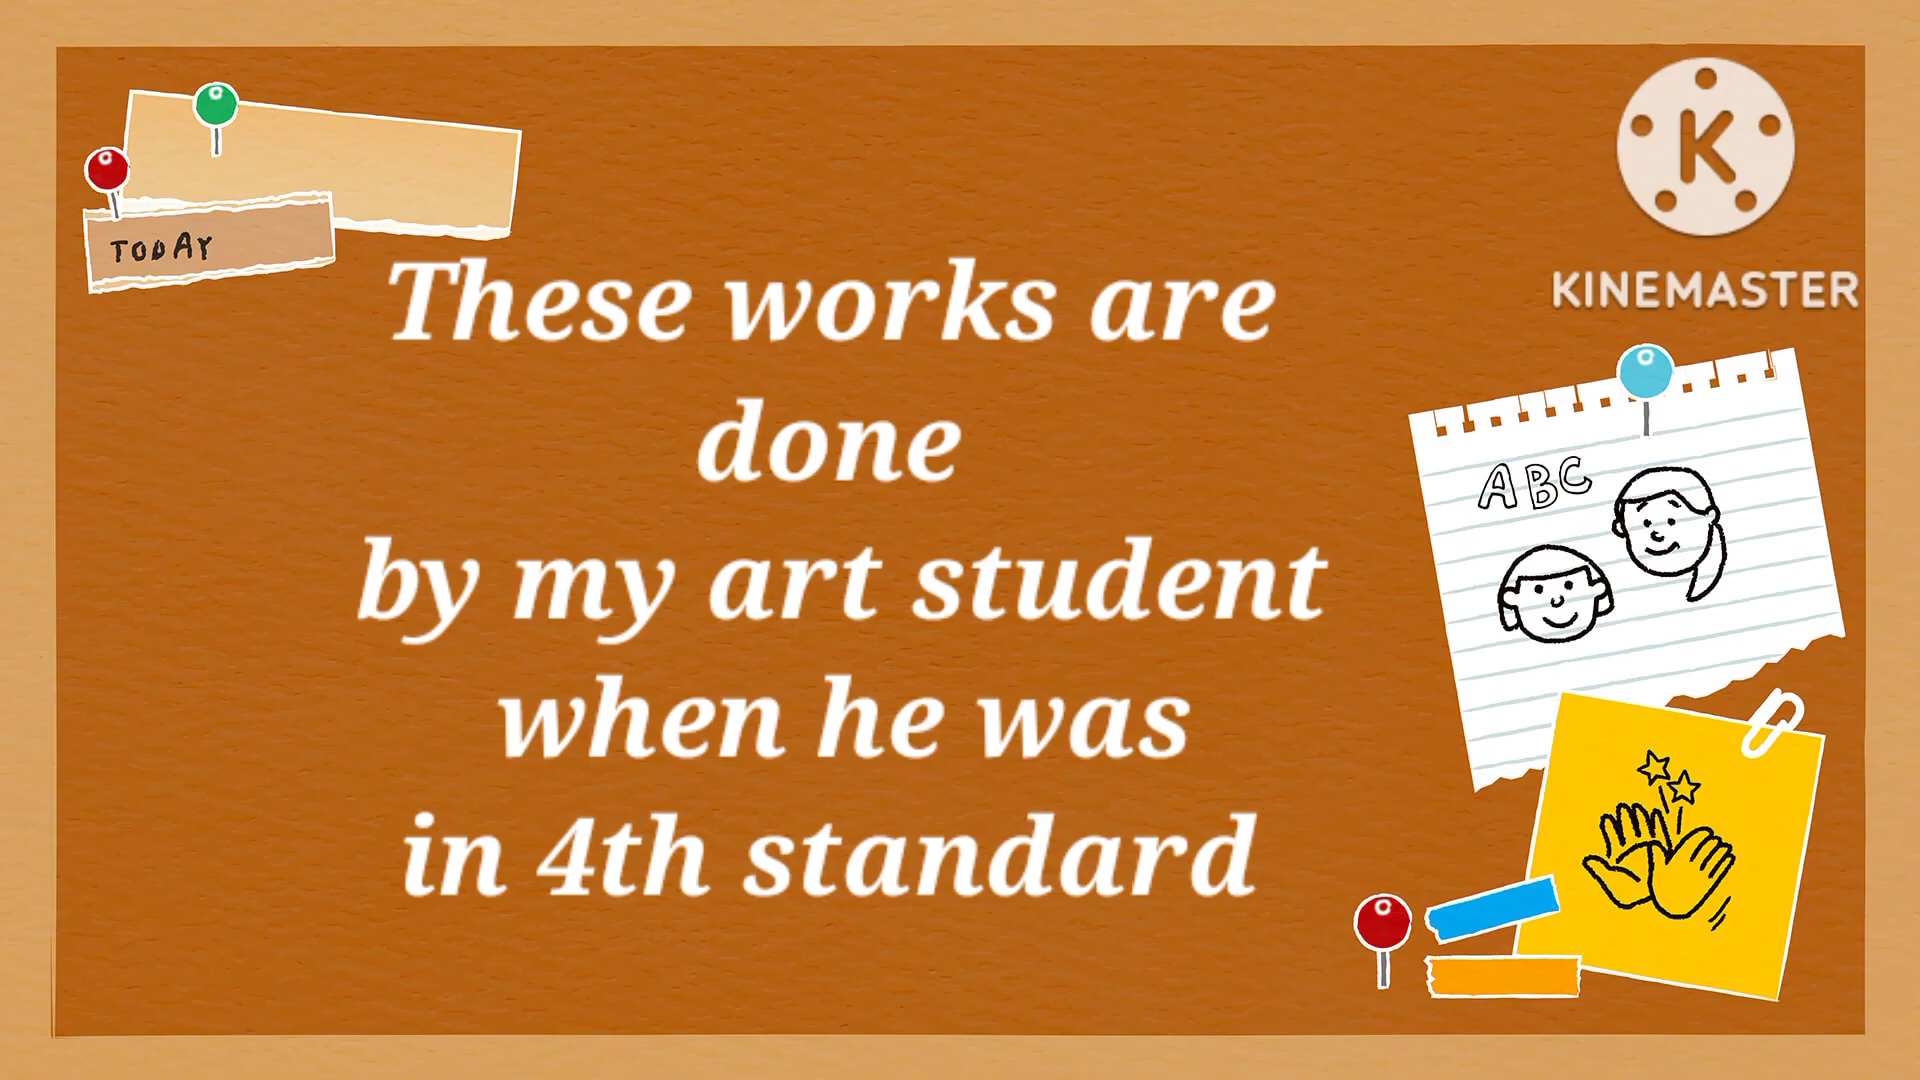 TODAY
K
KINEMASTER
These works are
done
by my art student
when he was
in 4th standard
ABC